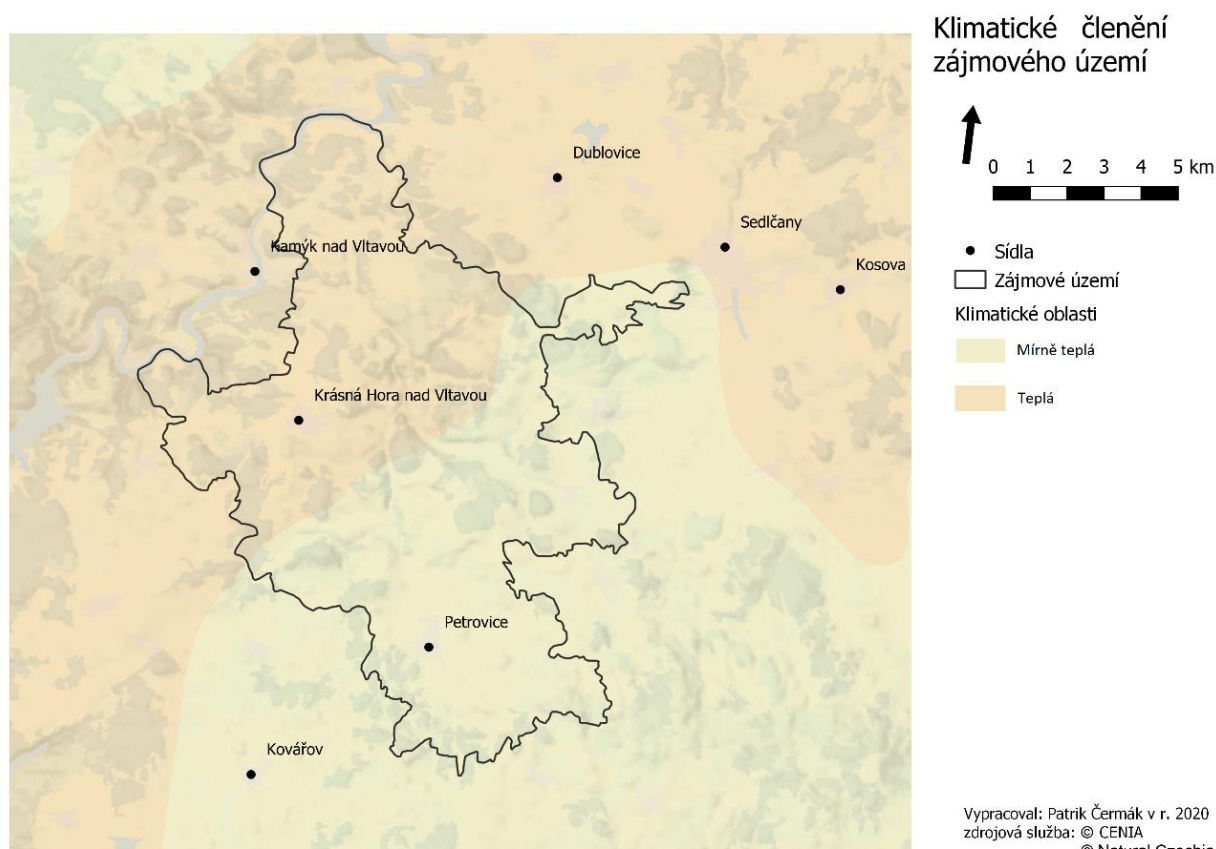 Klimatické členění
zájmového území
0 1 2 3 4 5 km
Sídla
Zájmové území
Klimatické oblasti
Mírně teplá
Teplá
Dublovice
Sedlčany
Kosova
Kamýk nad Vltavou
Krásná Hora nad Vltavou
Petrovice
Kovářov
Vypracoval: Patrik Čermák v r. 2020
zdrojová služba: © CENIA
© Natural Czechia